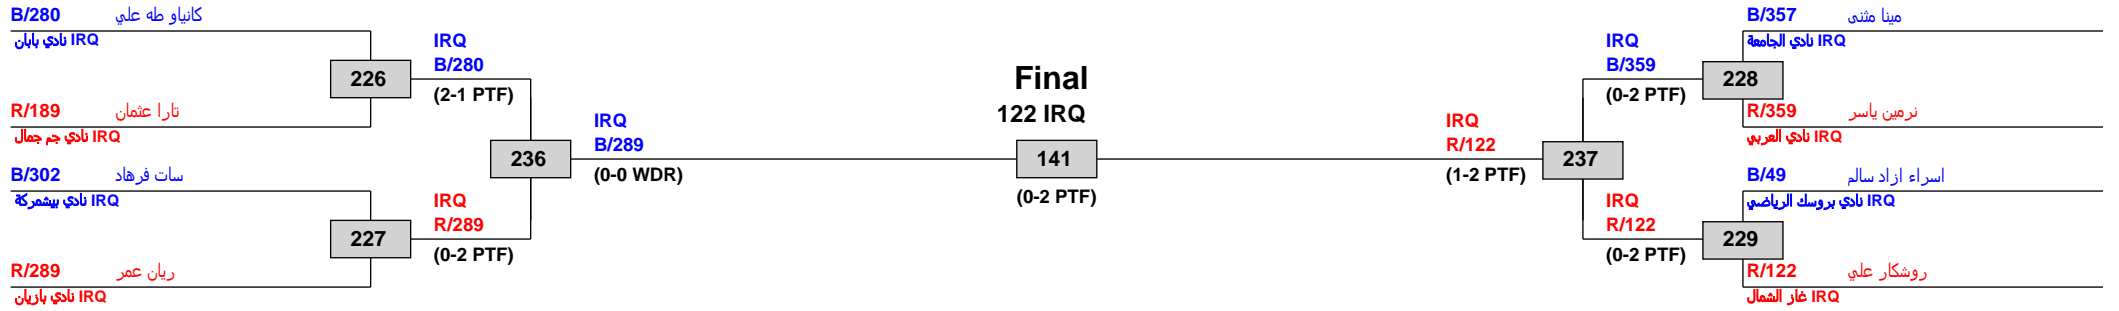 B/280 كانياو طه علي
IRQ نادي بابان
226
IRQ
B/280
(2-1 PTF)
R/189 تارا عثمان
IRQ نادي جم جمال
B/302 سات فرهاد
IRQ نادي بيشمركة
227
IRQ
R/289
(0-2 PTF)
R/289 ريان عمر
IRQ نادي بازيان
236
IRQ
B/289
(0-0 WDR)
Final
122 IRQ
141
(0-2 PTF)
IRQ
R/122
(1-2 PTF)
237
IRQ
B/359
(0-2 PTF)
228
B/357 مينا مثنى
IRQ نادي الجامعة
R/359 نرمين ياسر
IRQ نادي العربي
IRQ
R/122
(0-2 PTF)
229
B/49 اسراء ازاد سالم
IRQ نادي بروسك الرياضي
R/122 روشكار علي
IRQ غاز الشمال